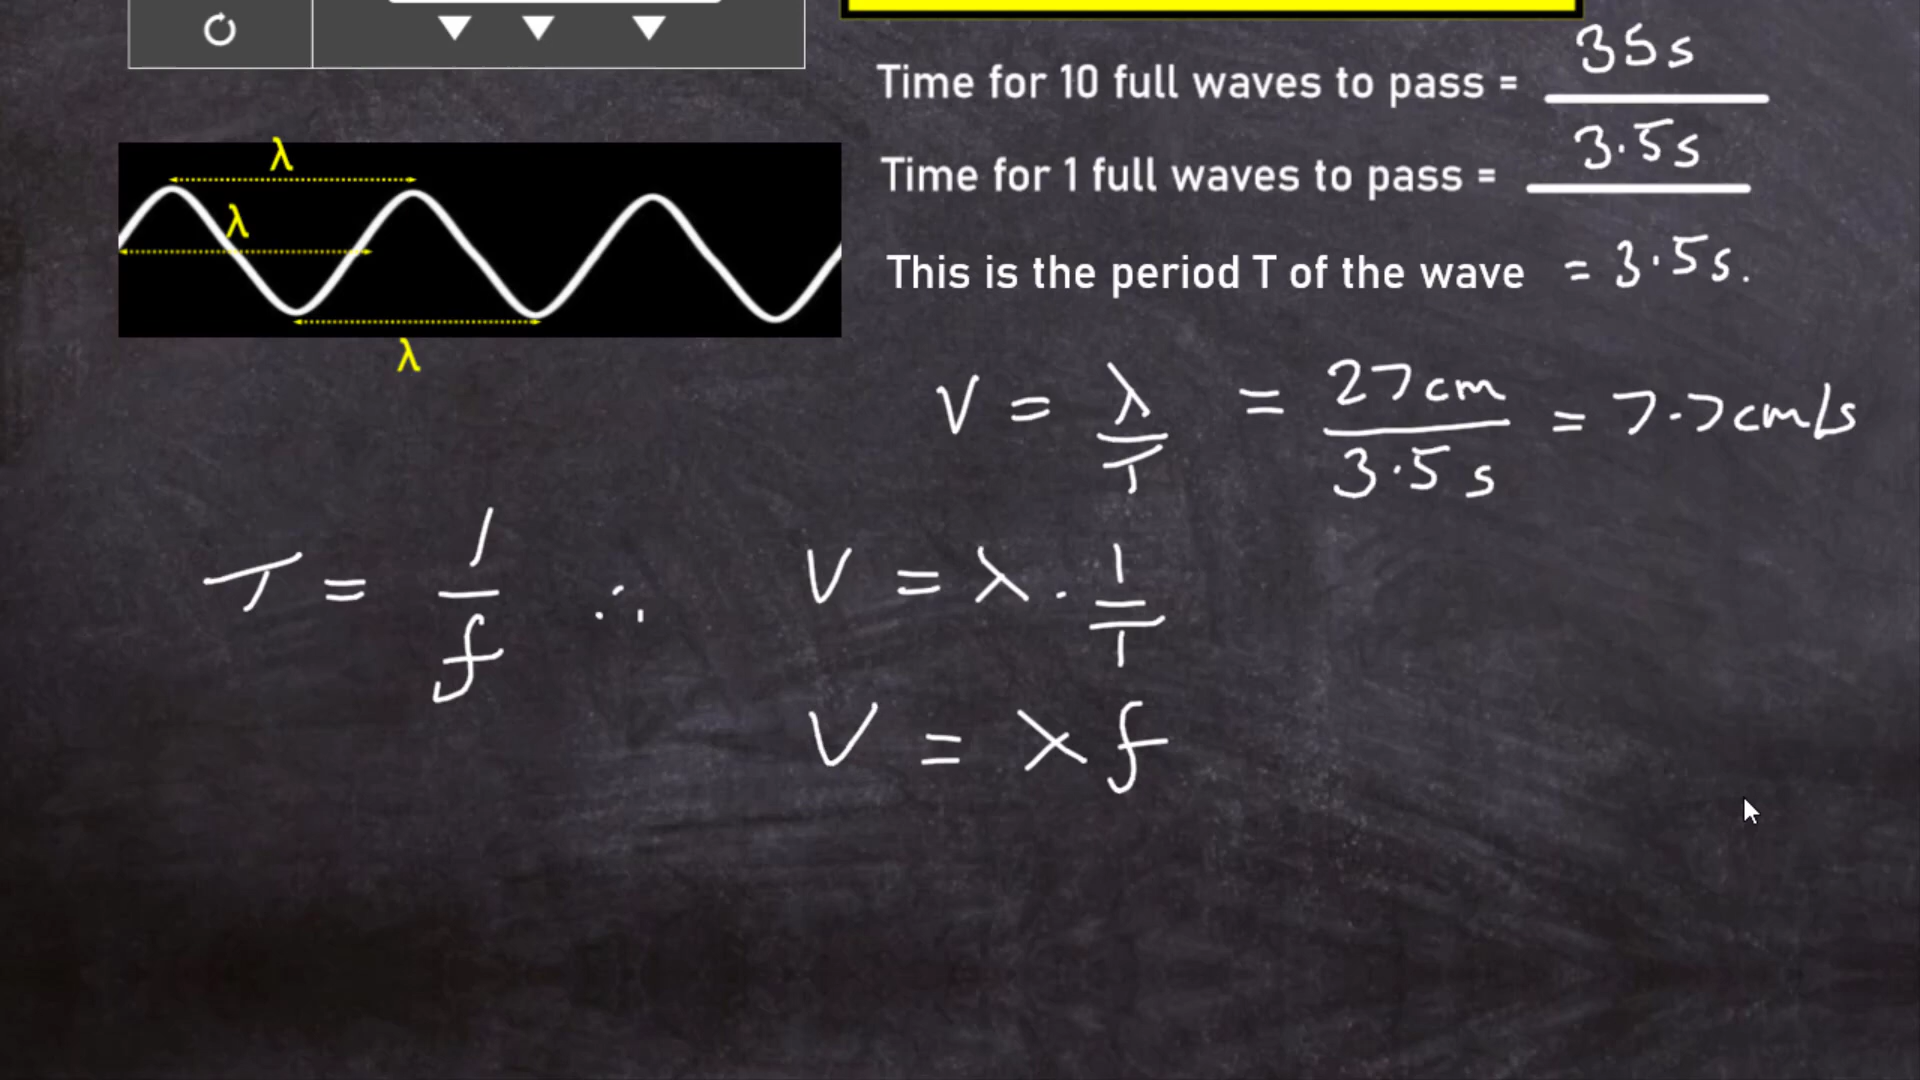 35s
Time for 10 full waves to pass =
3.5s
Time for 1 full waves to pass =
This is the period T of the wave = 3.5s.
λ
λ
λ
V = λ/T = 27cm/3.5s = 7.7cm/s
T = 1/f ∴ V = λ . 1/T
V = λf